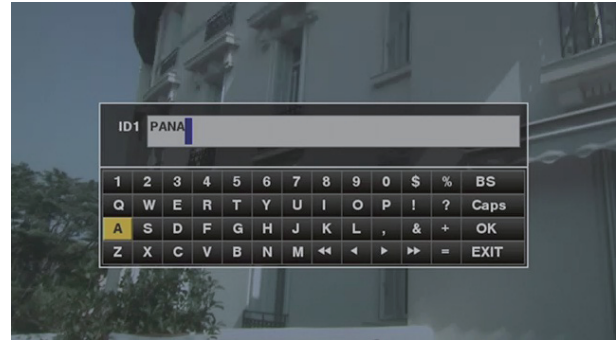 ID1 PANA
1 2 3 4 5 6 7 8 9 0 $ % BS
Q W E R T Y U I O P ! ? Caps
A S D F G H J K L , & + OK
Z X C V B N M ◀◀ ◀ ▶ ▶▶ = EXIT